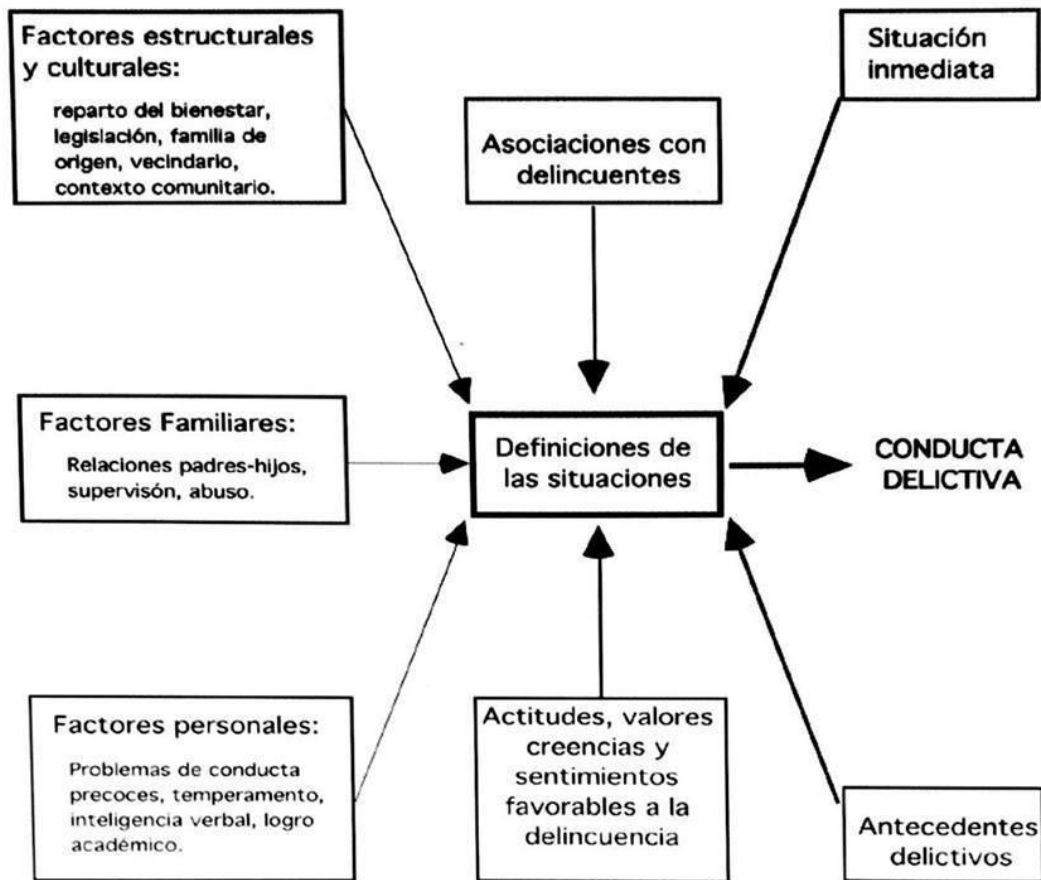 Factores estructurales
y culturales:
reparto del bienestar,
legislación, familia de
origen, vecindario,
contexto comunitario.
Asociaciones con
delincuentes
Situación
inmediata
Factores Familiares:
Relaciones padres-hijos,
supervisón, abuso.
Definiciones de
las situaciones
CONDUCTA
DELICTIVA
Factores personales:
Problemas de conducta
precoces, temperamento,
inteligencia verbal, logro
académico.
Actitudes, valores
creencias y
sentimientos
favorables a la
delincuencia
Antecedentes
delictivos